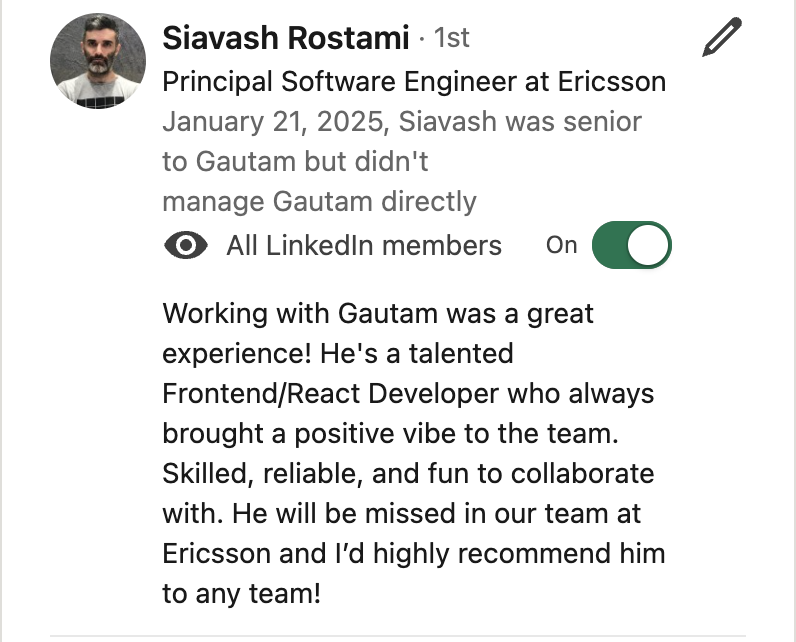 Siavash Rostami · 1st
Principal Software Engineer at Ericsson
January 21, 2025, Siavash was senior
to Gautam but didn't
manage Gautam directly
All LinkedIn members On
Working with Gautam was a great
experience! He's a talented
Frontend/React Developer who always
brought a positive vibe to the team.
Skilled, reliable, and fun to collaborate
with. He will be missed in our team at
Ericsson and I’d highly recommend him
to any team!